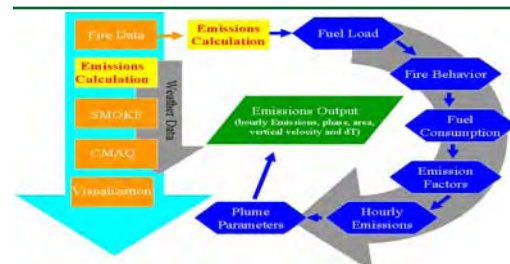 Fire Data
Emissions
Calculation
Fuel Load
Emissions
Calculation
Weather Data
Fire Behavior
SMOKE
Emissions Output
(hourly Emissions, phase, area,
vertical velocity and dT)
Fuel
Consumption
CMAQ
Visualization
Emission
Factors
Plume
Parameters
Hourly
Emissions